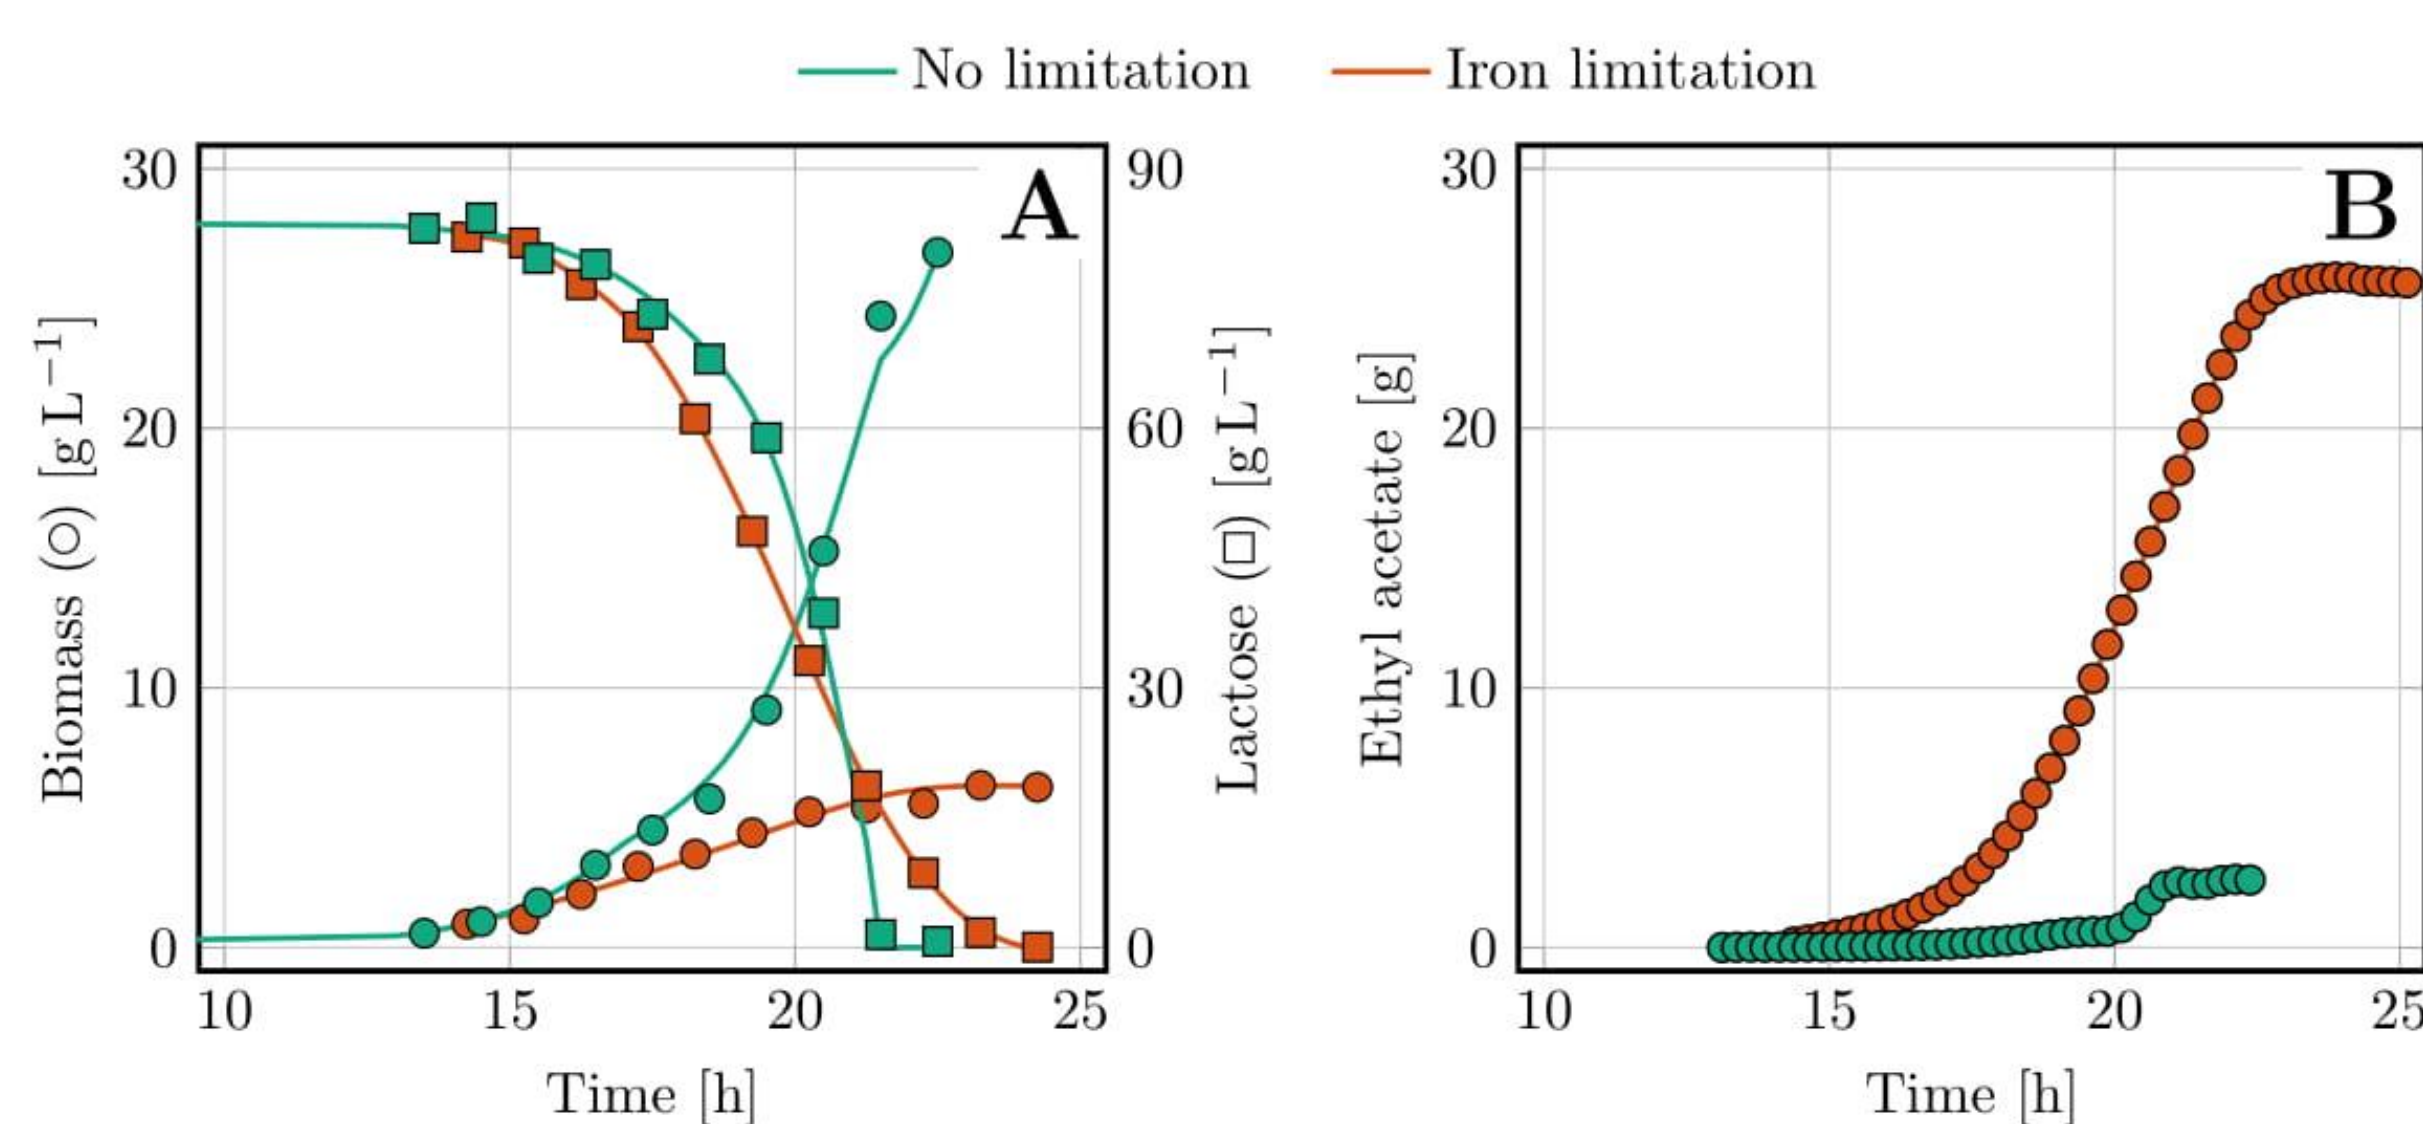 No limitation
Iron limitation
A
30
20
10
0
Biomass (○) [g L⁻¹]
90
60
30
0
Lactose (□) [g L⁻¹]
10 15 20 25
Time [h]
B
30
20
10
0
Ethyl acetate [g]
10 15 20 25
Time [h]